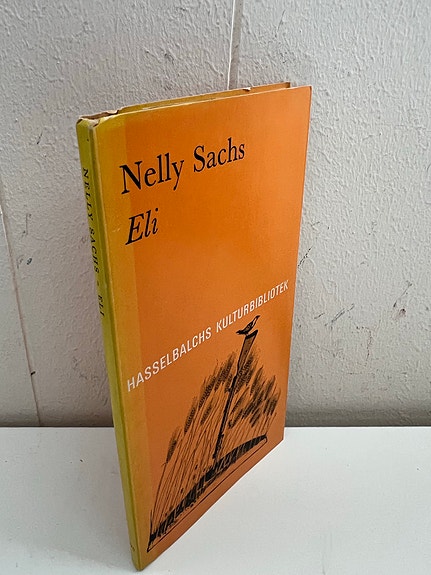 Nelly Sachs
Eli
HASSELBALCHS KULTURBIBLIOTEK
NELLY SACHS - ELI